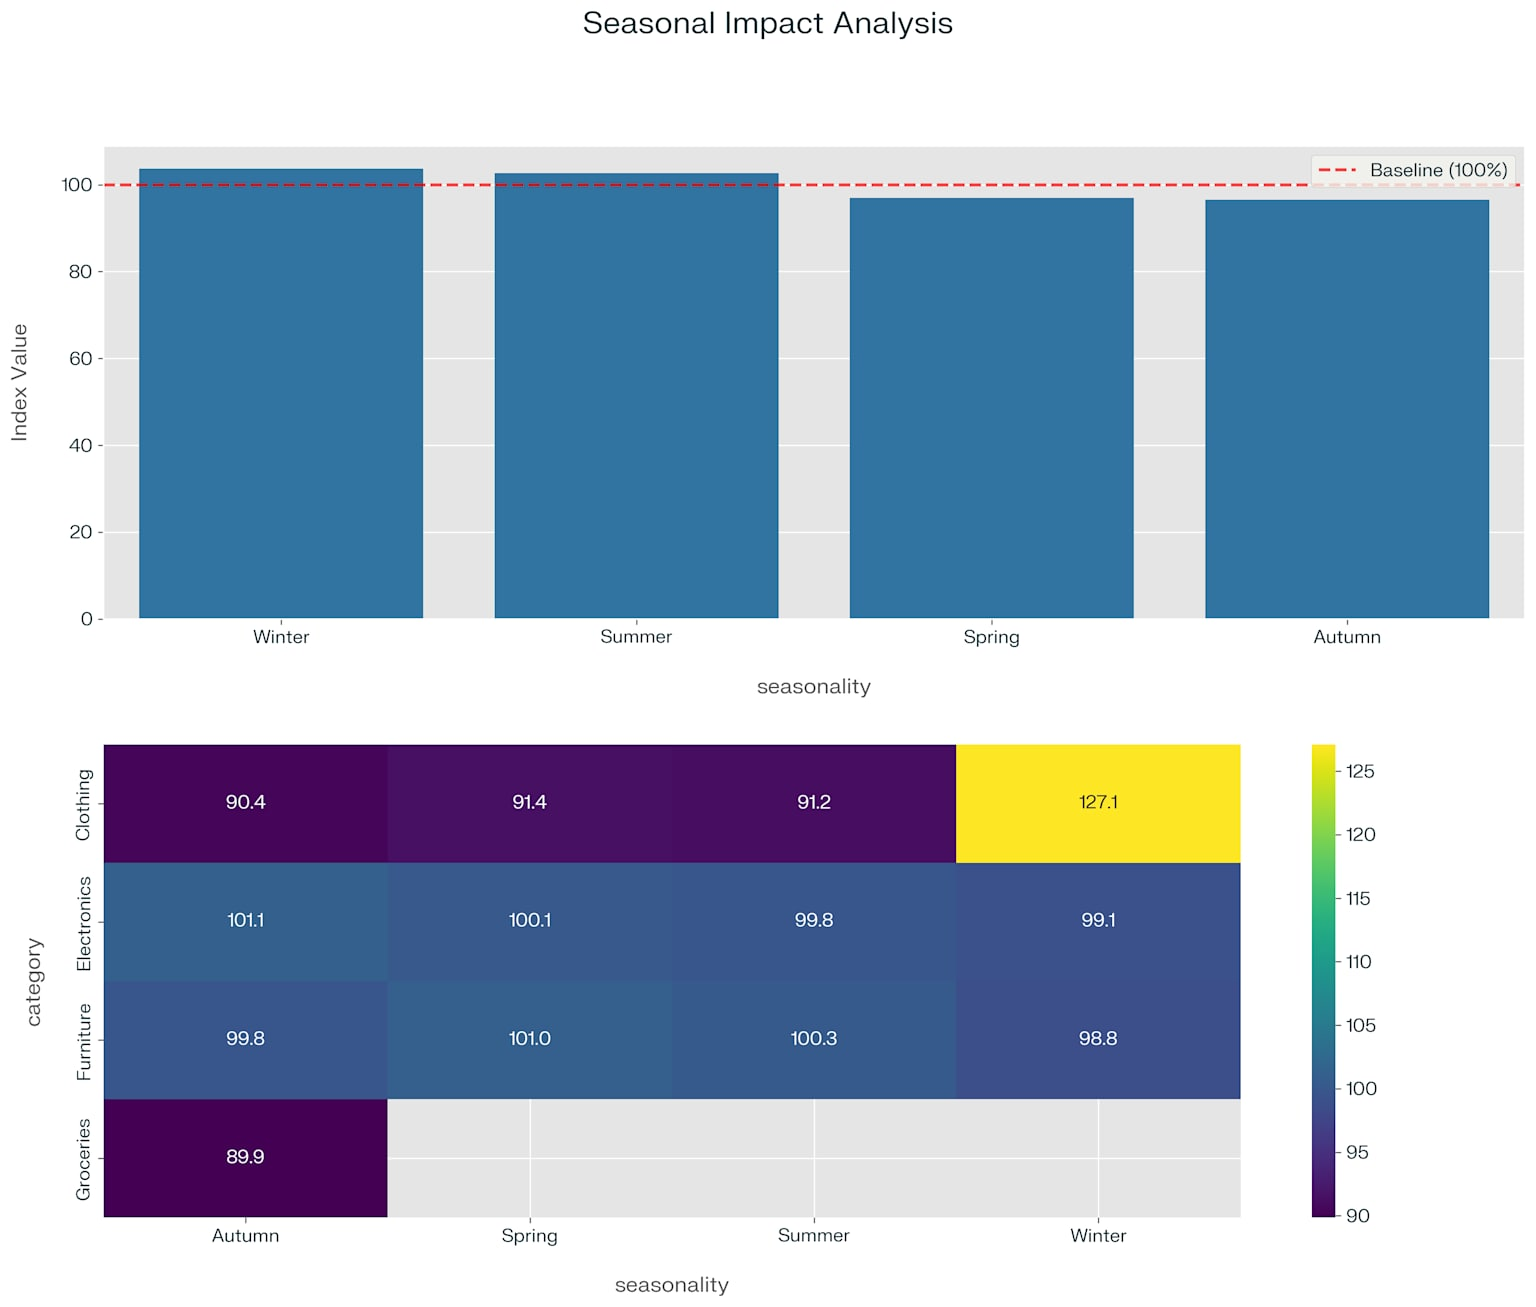 Seasonal Impact Analysis
Baseline (100%)
100
80
60
40
20
0
Index Value
Winter Summer Spring Autumn
seasonality
Clothing 90.4 91.4 91.2 127.1
Electronics 101.1 100.1 99.8 99.1
Furniture 99.8 101.0 100.3 98.8
Groceries 89.9
category
Autumn Spring Summer Winter
seasonality
125
120
115
110
105
100
95
90